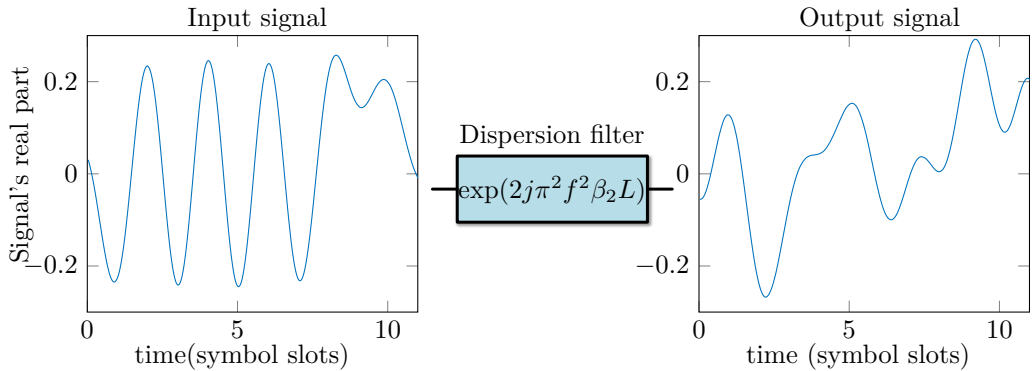 Input signal
Signal's real part
0.2
0
−0.2
0
5
10
time(symbol slots)
Dispersion filter
exp(2jπ²f²β₂L)
Output signal
0.2
0
−0.2
0
5
10
time (symbol slots)